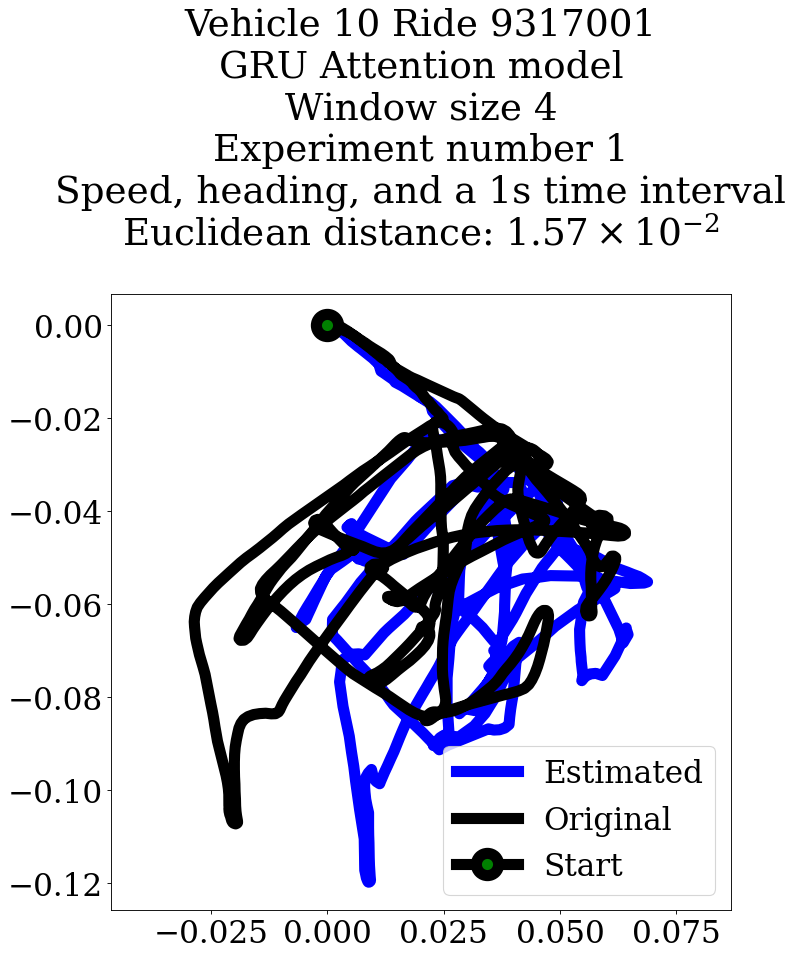 Vehicle 10 Ride 9317001
GRU Attention model
Window size 4
Experiment number 1
Speed, heading, and a 1s time interval
Euclidean distance: 1.57 × 10⁻²
0.00
−0.02
−0.04
−0.06
−0.08
−0.10
−0.12
Estimated
Original
Start
−0.025 0.000 0.025 0.050 0.075